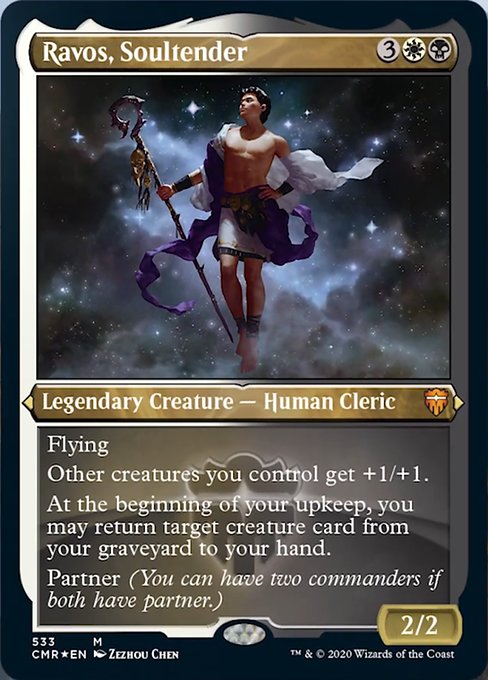 Ravos, Soultender 3
Legendary Creature — Human Cleric
Flying
Other creatures you control get +1/+1.
At the beginning of your upkeep, you
may return target creature card from
your graveyard to your hand.
Partner (You can have two commanders if
both have partner.)
2/2
533 M
CMR★EN Zezhou Chen
™ & © 2020 Wizards of the Coast